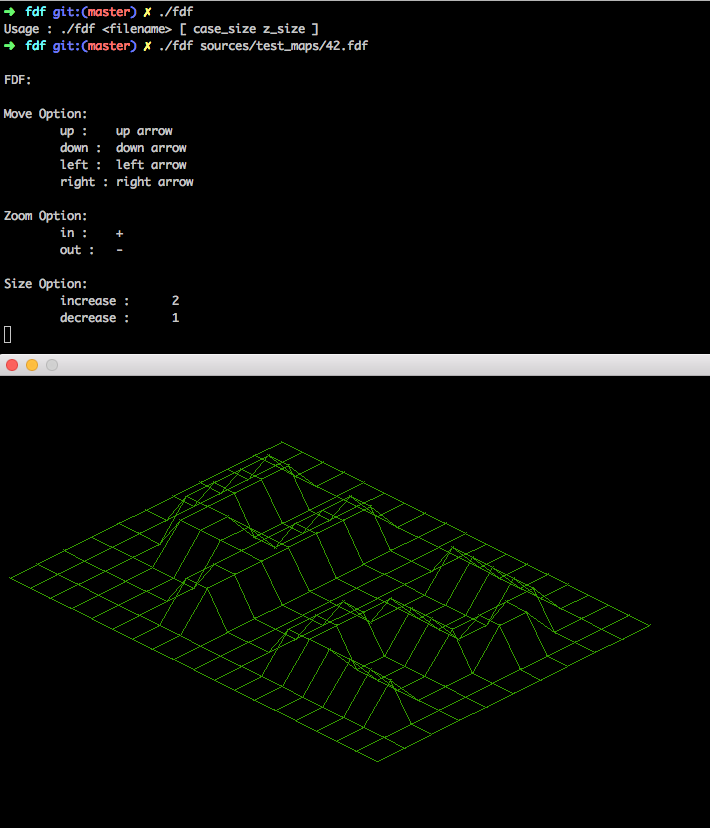 ➜ fdf git:(master) ✗ ./fdf
Usage : ./fdf <filename> [ case_size z_size ]
➜ fdf git:(master) ✗ ./fdf sources/test_maps/42.fdf
FDF:
Move Option:
up : up arrow
down : down arrow
left : left arrow
right : right arrow
Zoom Option:
in : +
out : -
Size Option:
increase : 2
decrease : 1